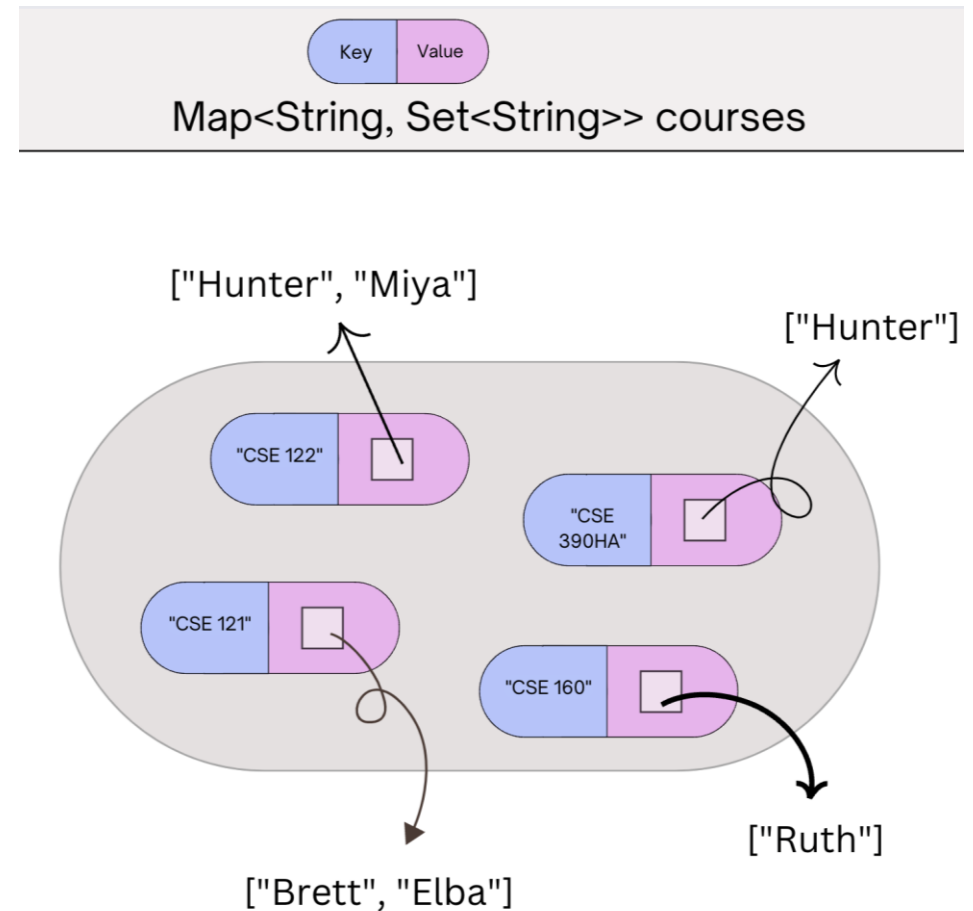 Key Value
Map<String, Set<String>> courses
["Hunter", "Miya"]
["Hunter"]
"CSE 122"
"CSE
390HA"
"CSE 121"
"CSE 160"
["Ruth"]
["Brett", "Elba"]